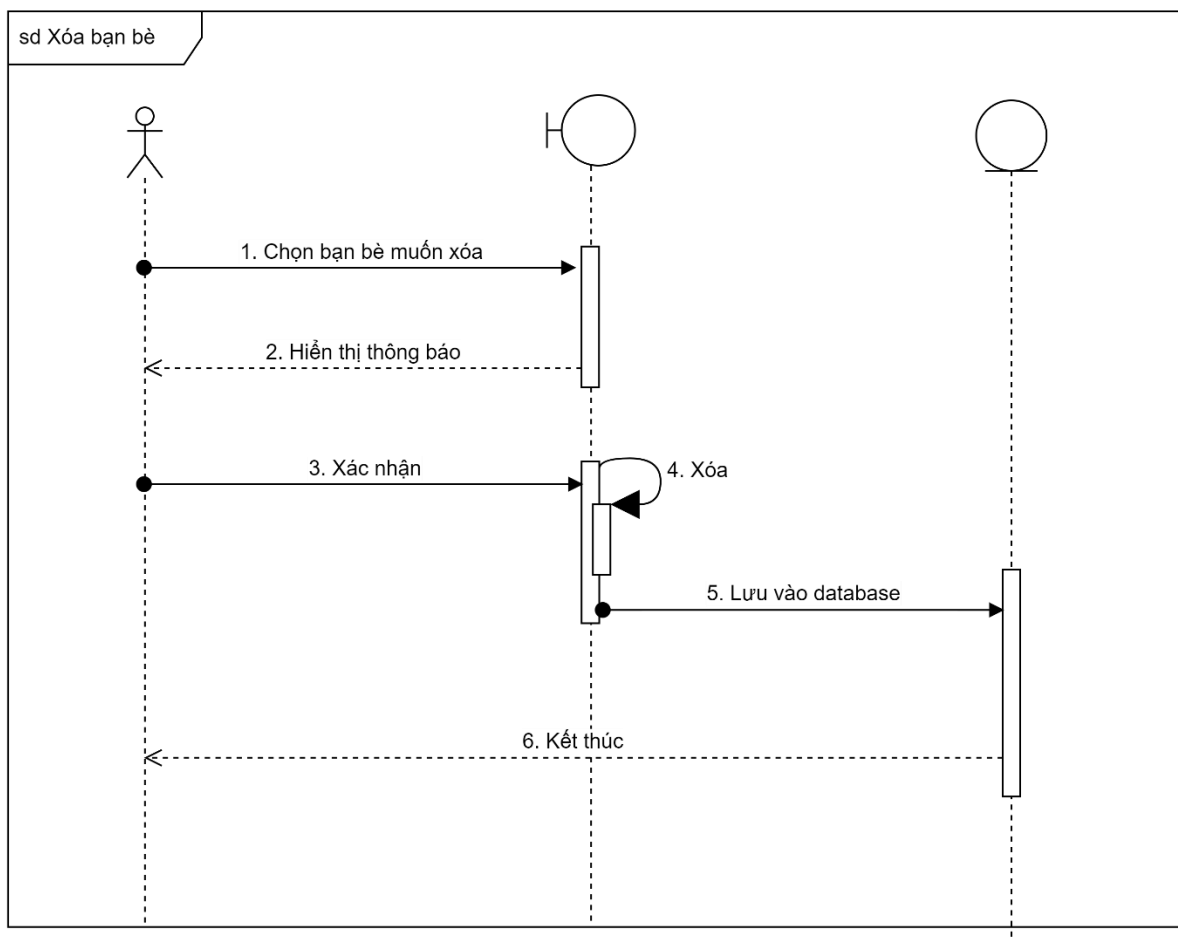 sd Xóa bạn bè
1. Chọn bạn bè muốn xóa
2. Hiển thị thông báo
3. Xác nhận
4. Xóa
5. Lưu vào database
6. Kết thúc